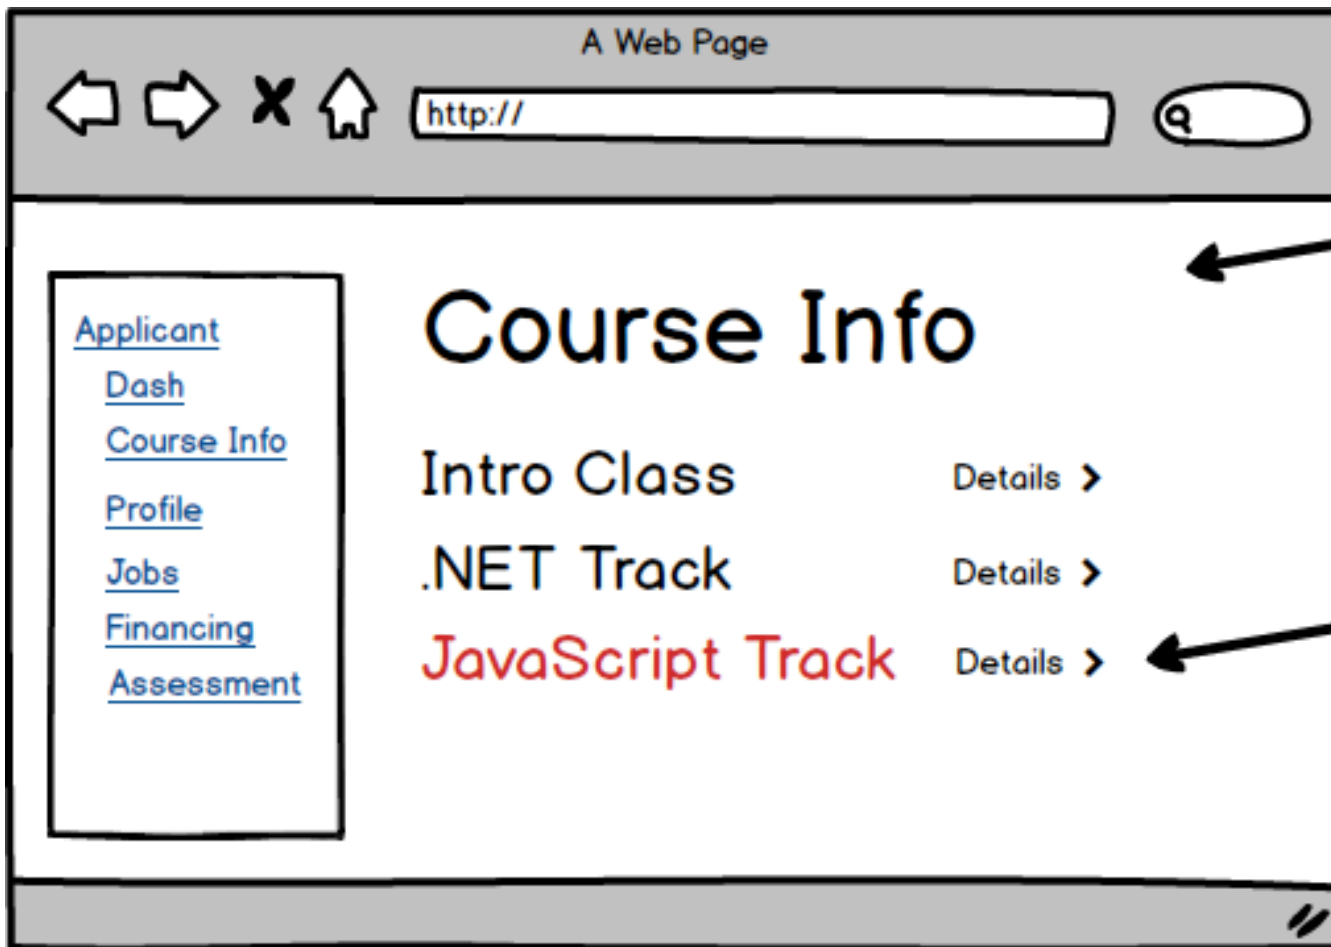 A Web Page
http://
Applicant
Dash
Course Info
Profile
Jobs
Financing
Assessment
Course Info
Intro Class
Details
.NET Track
Details
JavaScript Track
Details